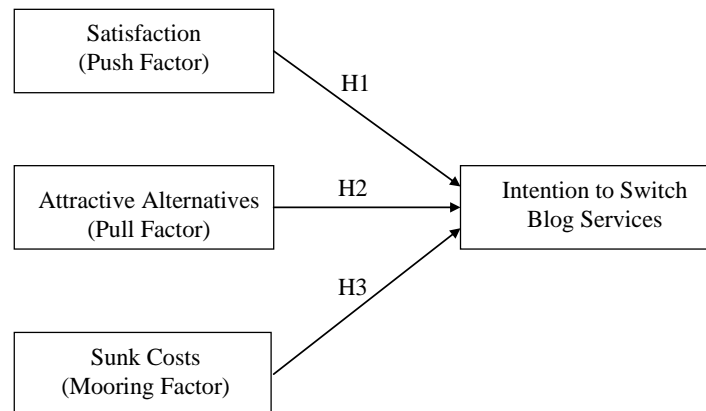 Satisfaction
(Push Factor)
H1
Attractive Alternatives
(Pull Factor)
H2
Intention to Switch
Blog Services
H3
Sunk Costs
(Mooring Factor)